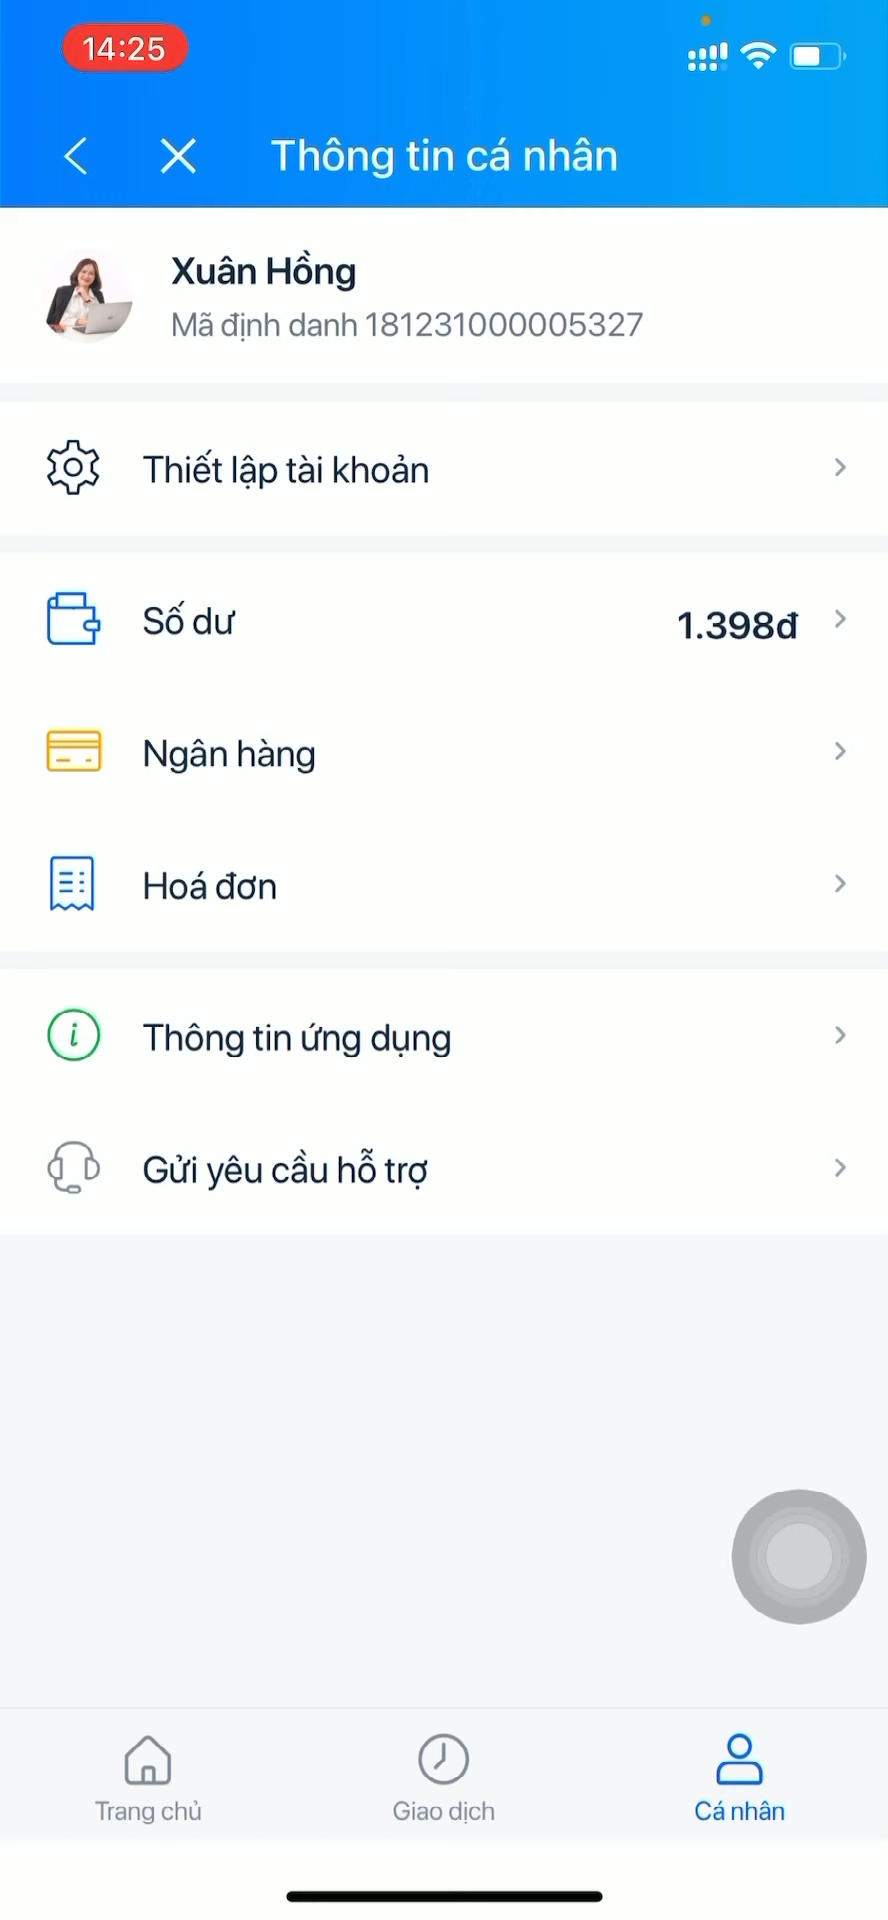 14:25
Thông tin cá nhân
Xuân Hồng
Mã định danh 181231000005327
Thiết lập tài khoản
Số dư 1.398đ
Ngân hàng
Hoá đơn
Thông tin ứng dụng
Gửi yêu cầu hỗ trợ
Trang chủ Giao dịch Cá nhân